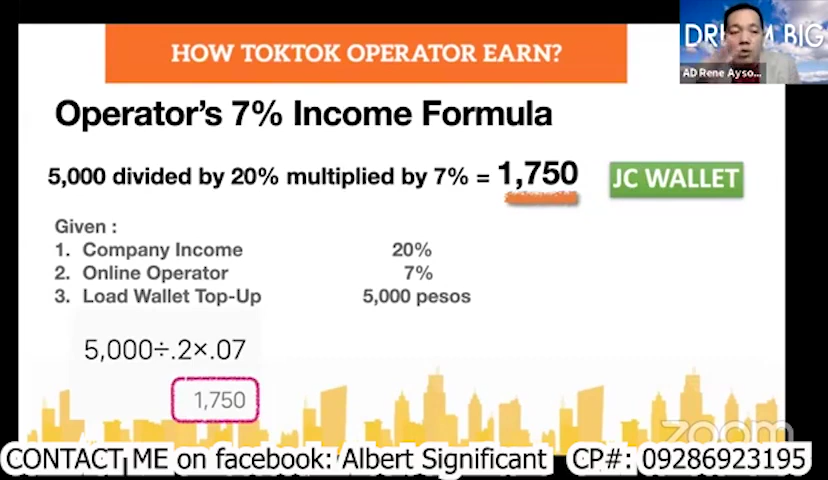 HOW TOKTOK OPERATOR EARN?
DREAM BIG
AD Rene Ayso...
Operator's 7% Income Formula
5,000 divided by 20% multiplied by 7% = 1,750
JC WALLET
Given :
1. Company Income 20%
2. Online Operator 7%
3. Load Wallet Top-Up 5,000 pesos
5,000÷.2×.07
1,750
zoom
CONTACT ME on facebook: Albert Significant CP#: 09286923195